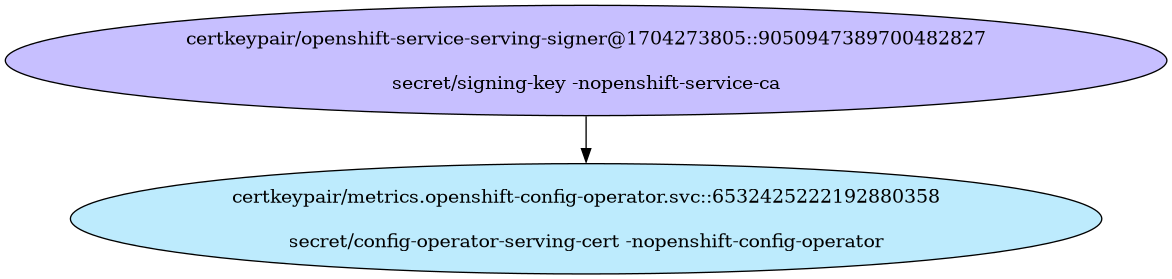 certkeypair/openshift-service-serving-signer@1704273805::9050947389700482827
secret/signing-key -nopenshift-service-ca
certkeypair/metrics.openshift-config-operator.svc::6532425222192880358
secret/config-operator-serving-cert -nopenshift-config-operator